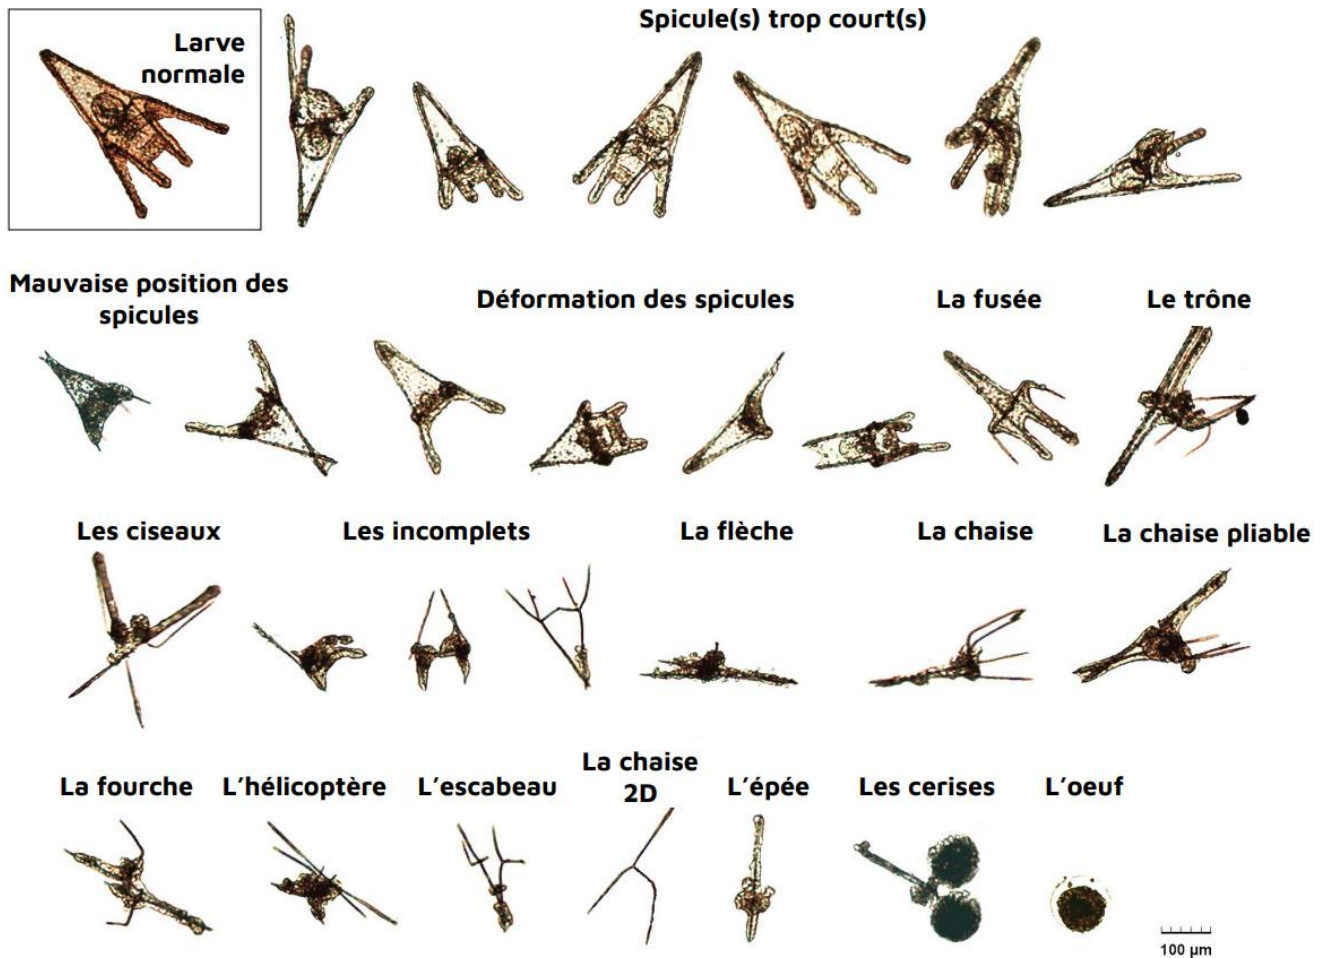 Larve
normale
Spicule(s) trop court(s)
Mauvaise position des
spicules
Déformation des spicules
La fusée
Le trône
Les ciseaux
Les incomplets
La flèche
La chaise
La chaise pliable
La fourche
L'hélicoptère
L'escabeau
La chaise
2D
L'épée
Les cerises
L'oeuf
100 µm